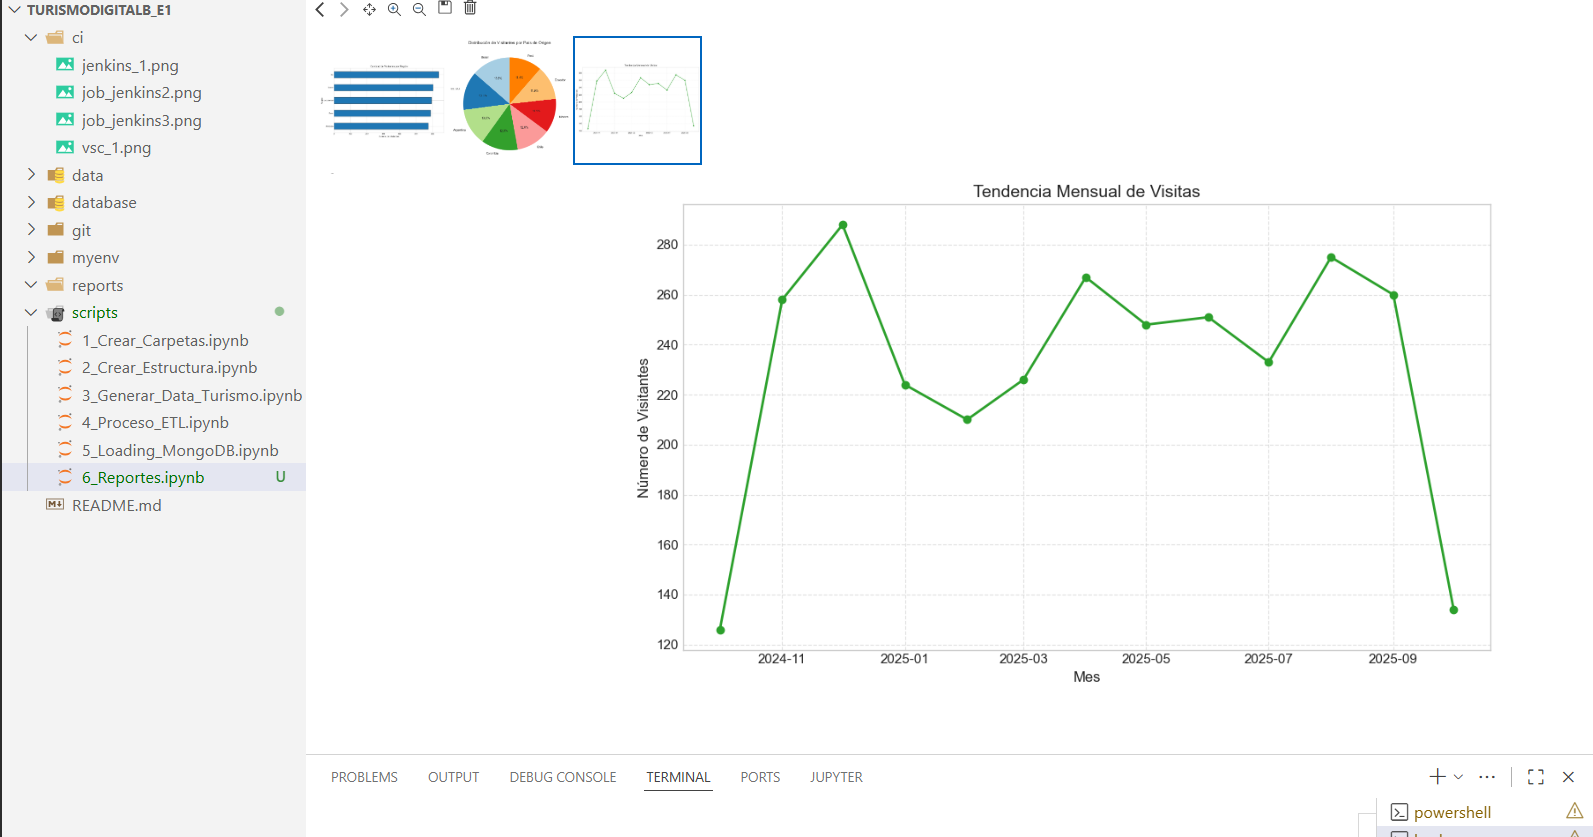 TURISMODIGITALB_E1
ci
jenkins_1.png
job_jenkins2.png
job_jenkins3.png
vsc_1.png
data
database
git
myenv
reports
scripts
1_Crear_Carpetas.ipynb
2_Crear_Estructura.ipynb
3_Generar_Data_Turismo.ipynb
4_Proceso_ETL.ipynb
5_Loading_MongoDB.ipynb
6_Reportes.ipynb U
README.md
Distribución de Visitantes por País de Origen
Tendencia Mensual de Visitas
Número de Visitantes
280
260
240
220
200
180
160
140
120
2024-11 2025-01 2025-03 2025-05 2025-07 2025-09
Mes
PROBLEMS OUTPUT DEBUG CONSOLE TERMINAL PORTS JUPYTER
powershell